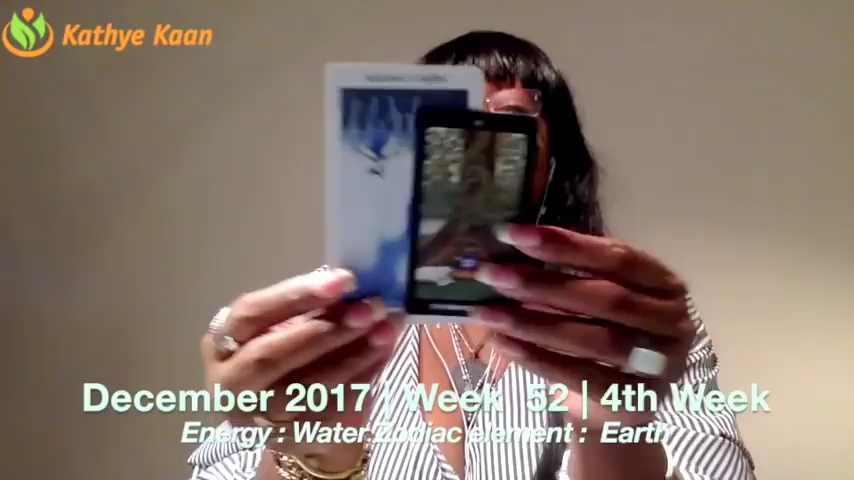 Kathye Kaan
December 2017 | Week 52 | 4th Week
Energy : Water Zodiac element : Earth